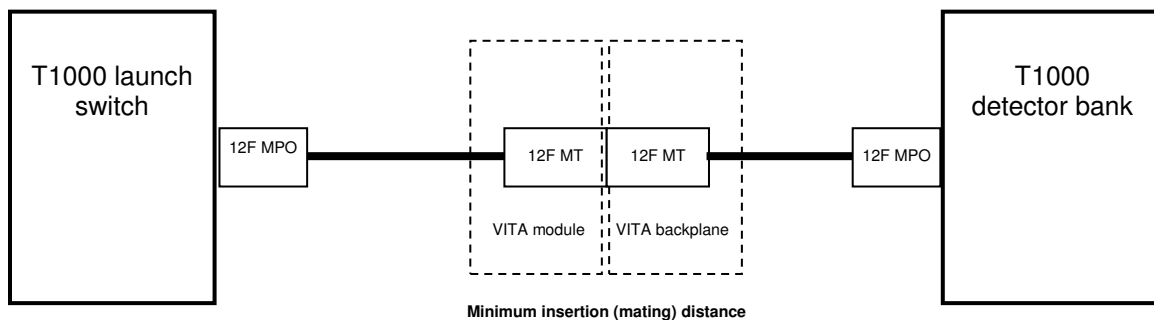 T1000 launch
switch
T1000
detector bank
12F MPO
12F MT
12F MT
12F MPO
VITA module
VITA backplane
Minimum insertion (mating) distance